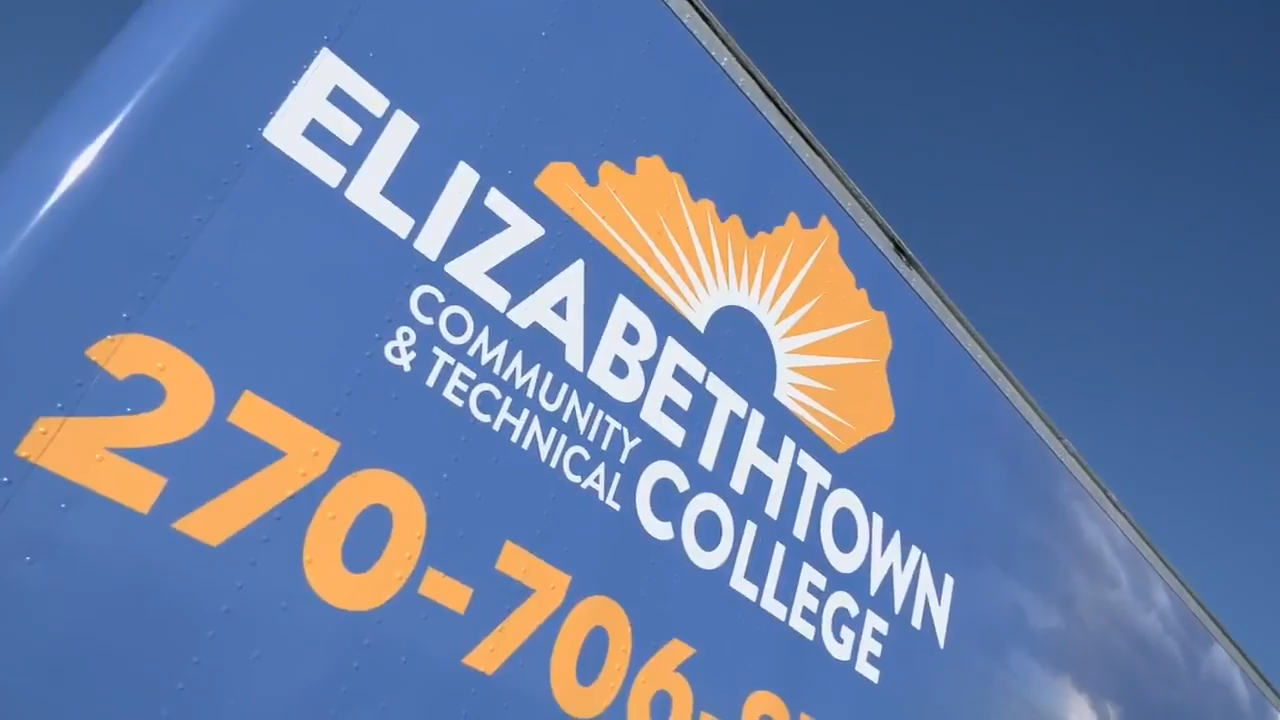 ELIZABETHTOWN
COMMUNITY
& TECHNICAL
COLLEGE
270-706-